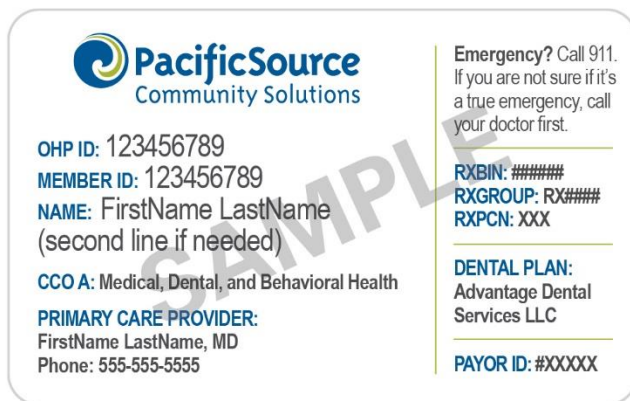 PacificSource
Community Solutions
OHP ID: 123456789
MEMBER ID: 123456789
NAME: FirstName LastName
(second line if needed)
CCO A: Medical, Dental, and Behavioral Health
PRIMARY CARE PROVIDER:
FirstName LastName, MD
Phone: 555-555-5555
SAMPLE
Emergency? Call 911.
If you are not sure if it's
a true emergency, call
your doctor first.
RXBIN: ######
RXGROUP: RX####
RXPCN: XXX
DENTAL PLAN:
Advantage Dental
Services LLC
PAYOR ID: #XXXXX